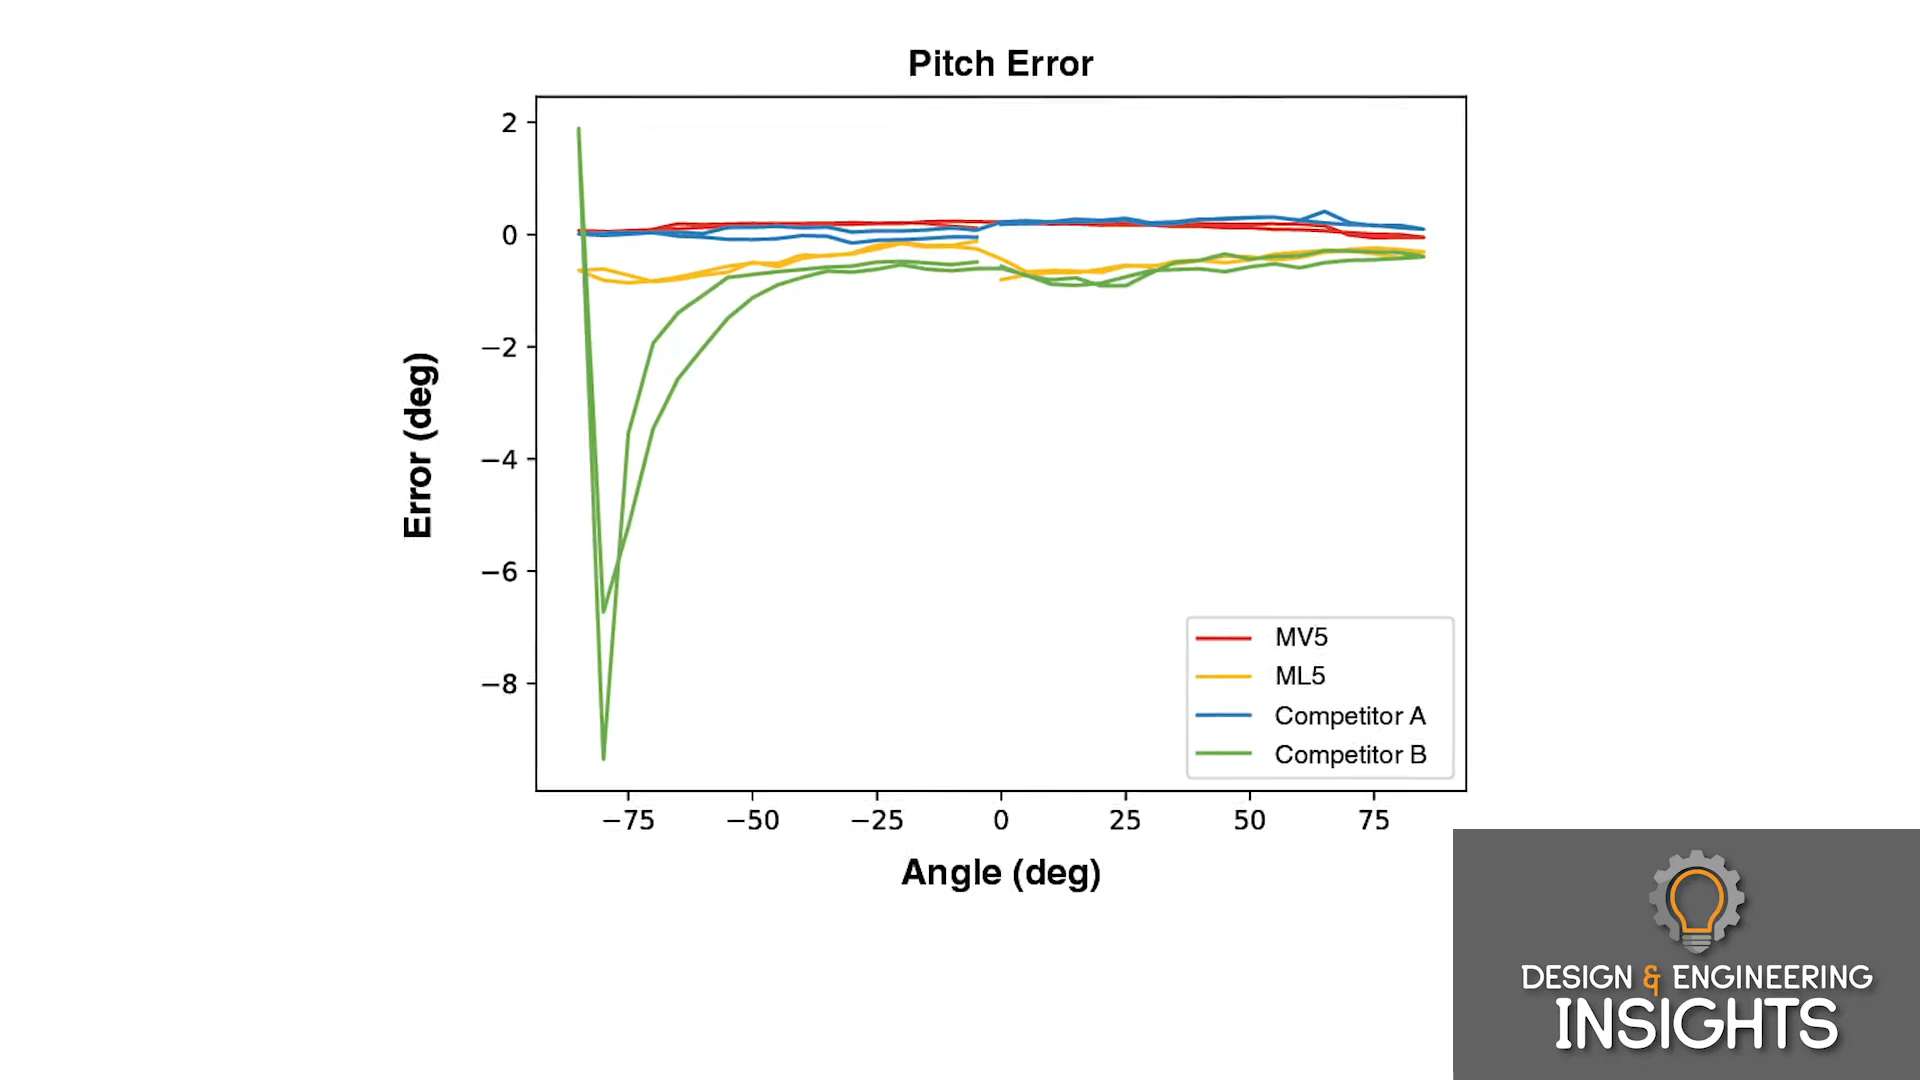 Pitch Error
2
0
−2
−4
−6
−8
Error (deg)
MV5
ML5
Competitor A
Competitor B
−75 −50 −25 0 25 50 75
Angle (deg)
DESIGN & ENGINEERING
INSIGHTS